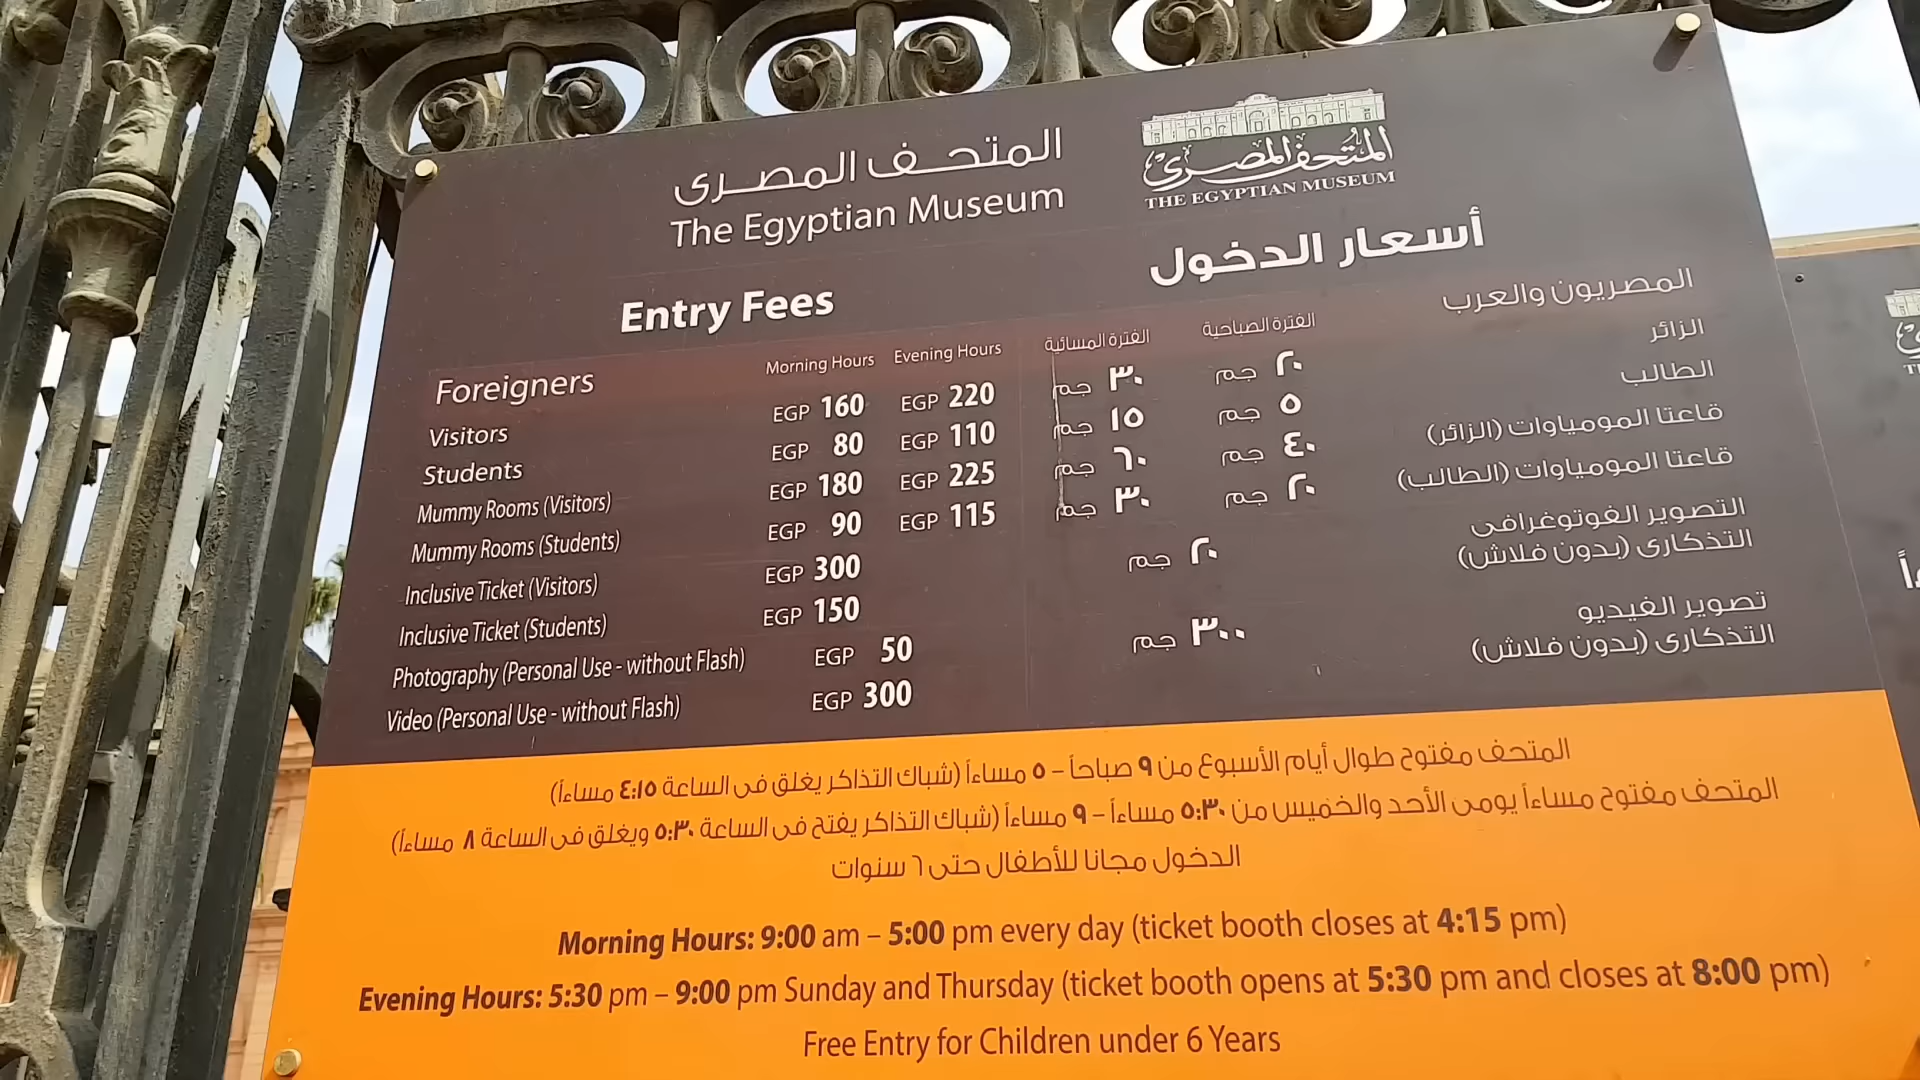 المتحف المصرى
The Egyptian Museum
المتحف المصرى
THE EGYPTIAN MUSEUM
Entry Fees
أسعار الدخول
Foreigners Morning Hours Evening Hours
Visitors EGP 160 EGP 220
Students EGP 80 EGP 110
Mummy Rooms (Visitors) EGP 180 EGP 225
Mummy Rooms (Students) EGP 90 EGP 115
Inclusive Ticket (Visitors) EGP 300
Inclusive Ticket (Students) EGP 150
Photography (Personal Use - without Flash) EGP 50
Video (Personal Use - without Flash) EGP 300
المصريون والعرب الفترة الصباحية الفترة المسائية
الزائر ٢٠ جم ٣٠ جم
الطالب ٥ جم ١٥ جم
قاعتا المومياوات (الزائر) ٤٠ جم ٦٠ جم
قاعتا المومياوات (الطالب) ٢٠ جم ٣٠ جم
التصوير الفوتوغرافى
التذكارى (بدون فلاش) ٢٠ جم
تصوير الفيديو
التذكارى (بدون فلاش) ٣٠٠ جم
المتحف مفتوح طوال أيام الأسبوع من ٩ صباحاً – ٥ مساءاً (شباك التذاكر يغلق فى الساعة ٤:١٥ مساءاً)
المتحف مفتوح مساءاً يومى الأحد والخميس من ٥:٣٠ مساءاً – ٩ مساءاً (شباك التذاكر يفتح فى الساعة ٥:٣٠ ويغلق فى الساعة ٨ مساءاً)
الدخول مجانا للأطفال حتى ٦ سنوات
Morning Hours: 9:00 am – 5:00 pm every day (ticket booth closes at 4:15 pm)
Evening Hours: 5:30 pm – 9:00 pm Sunday and Thursday (ticket booth opens at 5:30 pm and closes at 8:00 pm)
Free Entry for Children under 6 Years